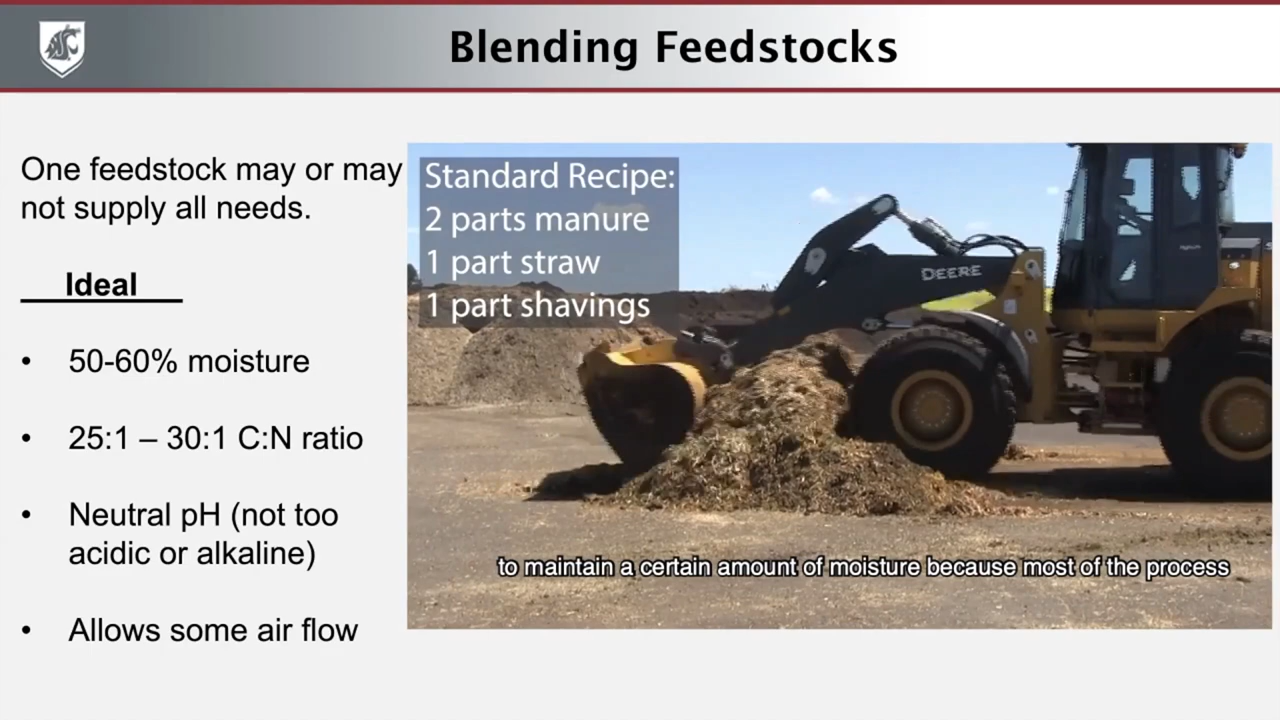 Blending Feedstocks
One feedstock may or may
not supply all needs.
Ideal
• 50-60% moisture
• 25:1 – 30:1 C:N ratio
• Neutral pH (not too
acidic or alkaline)
• Allows some air flow
Standard Recipe:
2 parts manure
1 part straw
1 part shavings
DEERE
to maintain a certain amount of moisture because most of the process